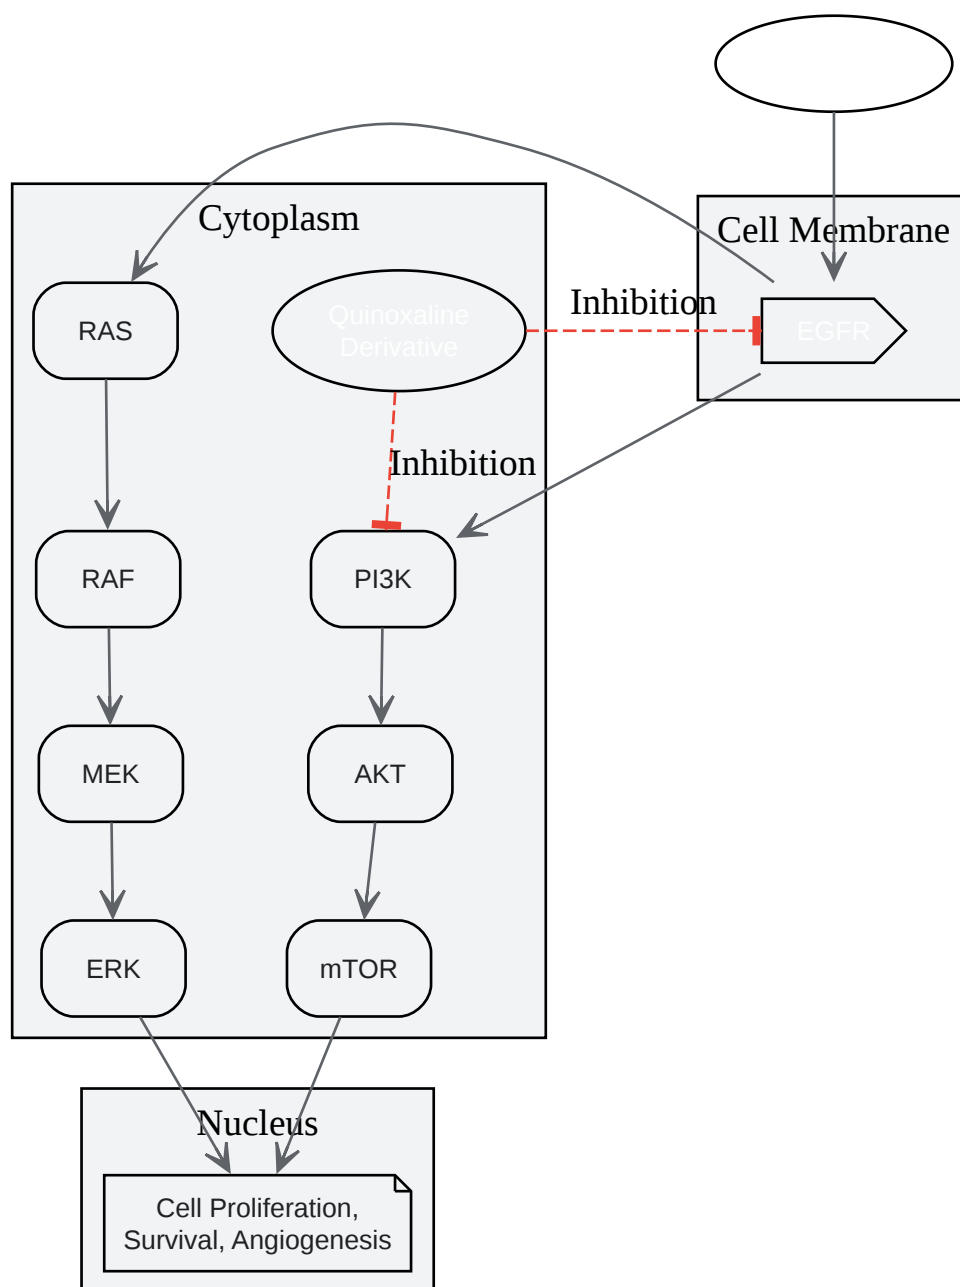 Cytoplasm
Cell Membrane
Inhibition
RAS
Quinoxaline
Derivative
EGFR
Inhibition
RAF
PI3K
MEK
AKT
ERK
mTOR
Nucleus
Cell Proliferation,
Survival, Angiogenesis